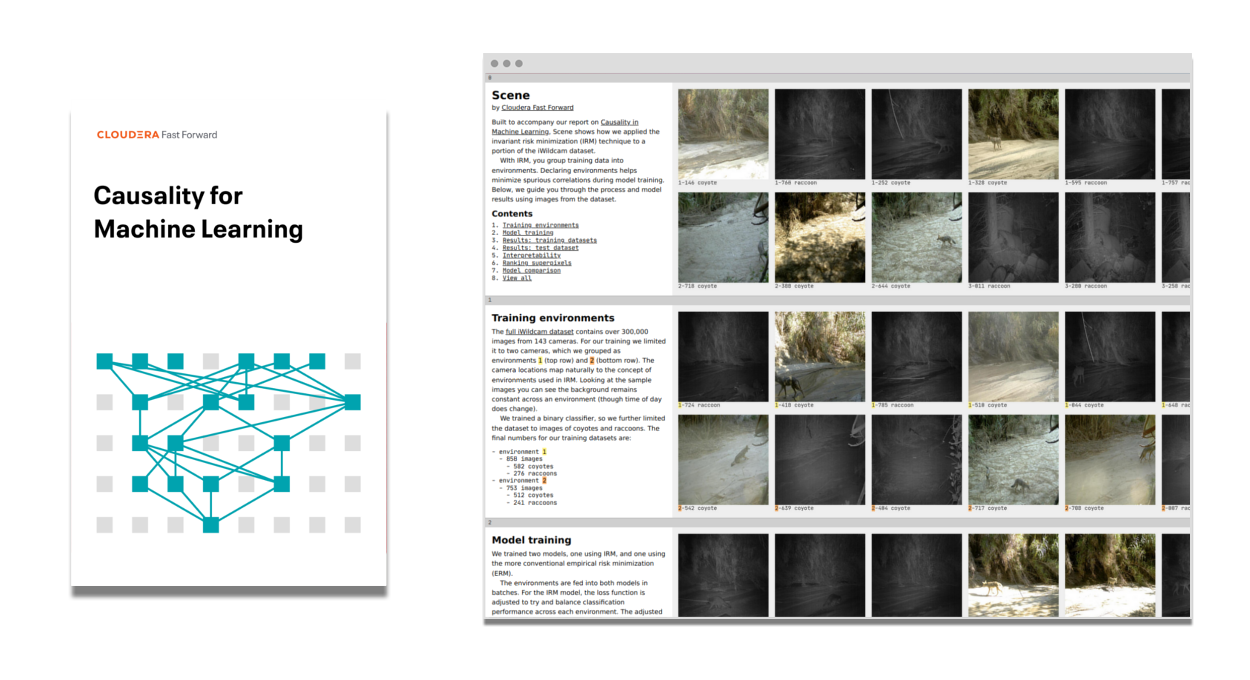 CLOUDERA Fast Forward
Causality for
Machine Learning
0
Scene
by Cloudera Fast Forward
Built to accompany our report on Causality in
Machine Learning, Scene shows how we applied the
invariant risk minimization (IRM) technique to a
portion of the iWildcam dataset.
With IRM, you group training data into
environments. Declaring environments helps
minimize spurious correlations during model training.
Below, we guide you through the process and model
results using images from the dataset.
Contents
1. Training environments
2. Model training
3. Results: training datasets
4. Results: test dataset
5. Interpretability
6. Ranking superpixels
7. Model comparison
8. View all
1-146 coyote 1-760 raccoon 1-252 coyote 1-328 coyote 1-595 raccoon 1-757 rac
2-718 coyote 2-380 coyote 2-644 coyote 3-011 raccoon 3-280 raccoon 3-258 rac
1
Training environments
The full iWildcam dataset contains over 300,000
images from 143 cameras. For our training we limited
it to two cameras, which we grouped as
environments 1 (top row) and 2 (bottom row). The
camera locations map naturally to the concept of
environments used in IRM. Looking at the sample
images you can see the background remains
constant across an environment (though time of day
does change).
We trained a binary classifier, so we further limited
the dataset to images of coyotes and raccoons. The
final numbers for our training datasets are:
- environment 1
- 858 images
- 582 coyotes
- 276 raccoons
- environment 2
- 753 images
- 512 coyotes
- 241 raccoons
1-724 raccoon 1-410 coyote 1-785 raccoon 1-510 coyote 1-044 coyote 1-648 rac
2-542 coyote 2-639 coyote 2-404 coyote 2-717 coyote 2-708 coyote 2-807 rac
2
Model training
We trained two models, one using IRM, and one using
the more conventional empirical risk minimization
(ERM).
The environments are fed into both models in
batches. For the IRM model, the loss function is
adjusted to try and balance classification
performance across each environment. The adjusted